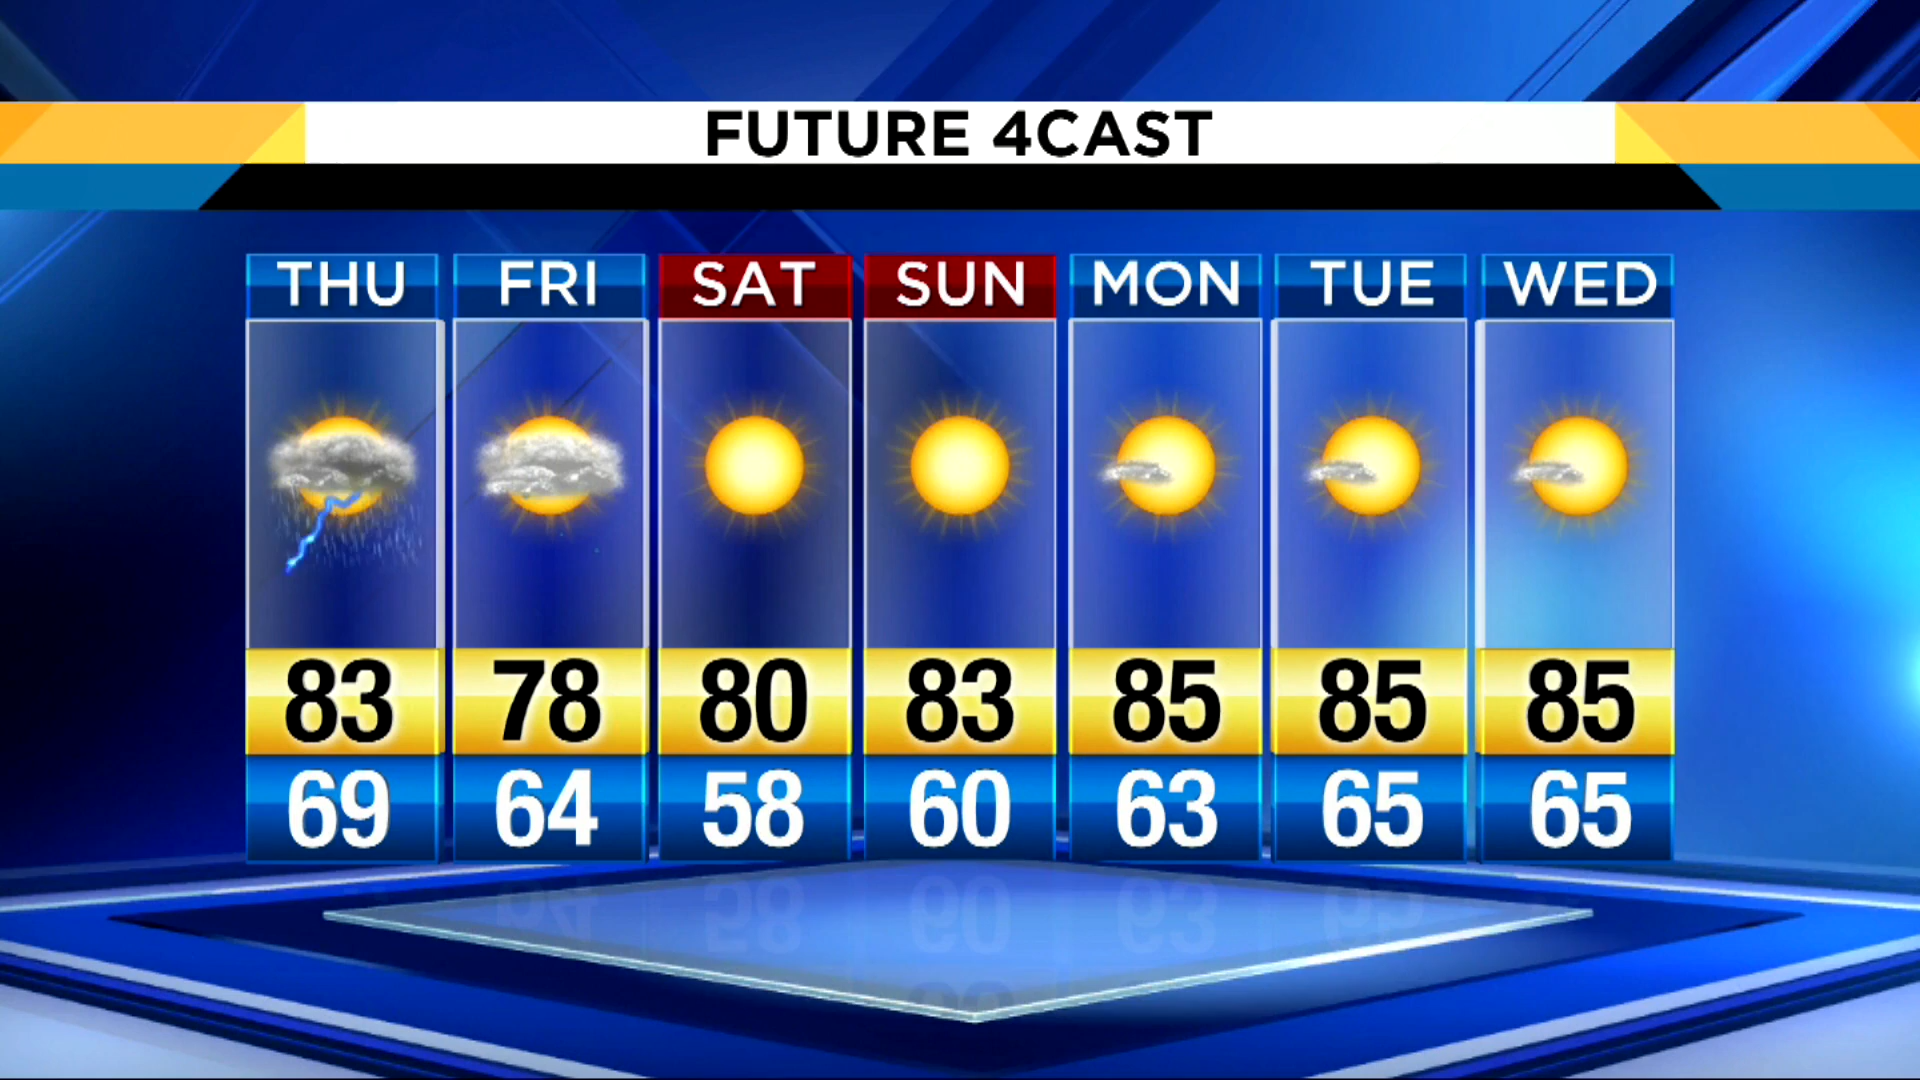 FUTURE 4CAST
THU FRI SAT SUN MON TUE WED
83 78 80 83 85 85 85
69 64 58 60 63 65 65